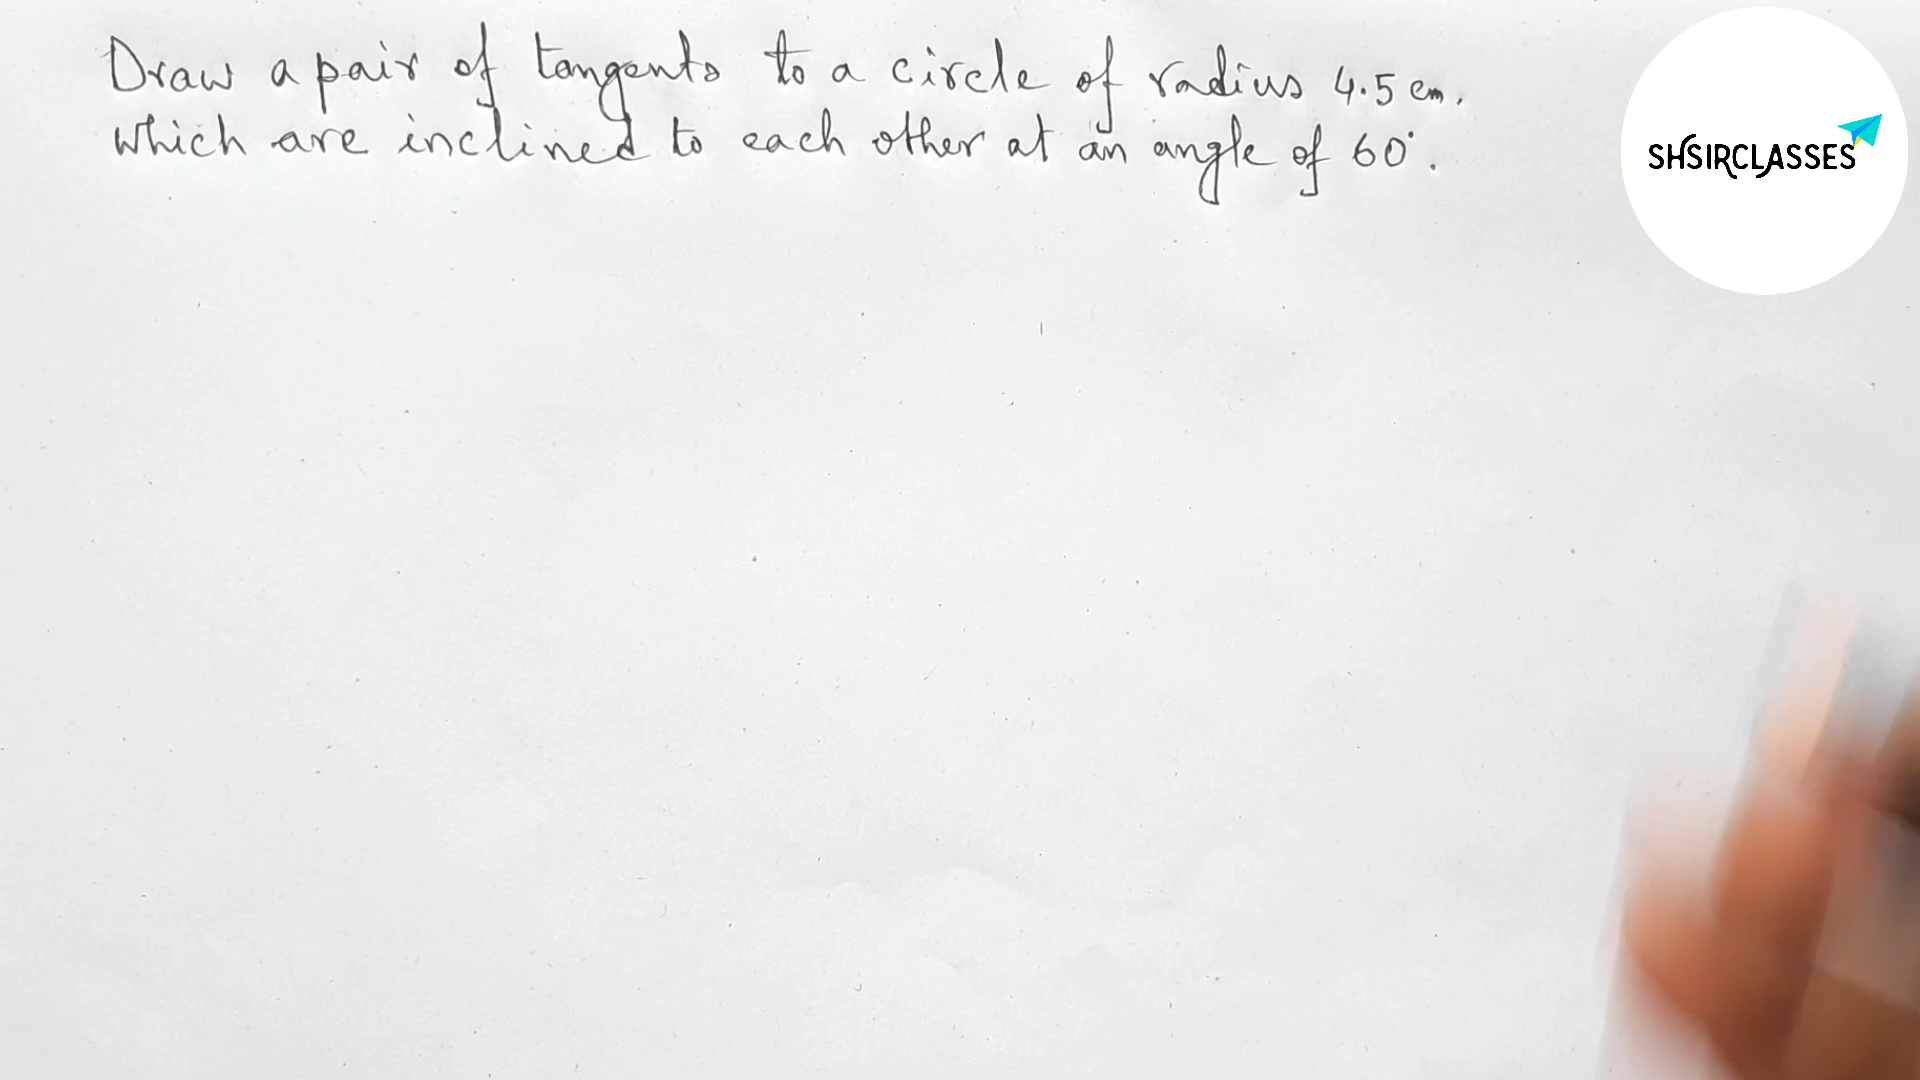 Draw a pair of tangents to a circle of radius 4.5 cm.
Which are inclined to each other at an angle of 60°.
SHSIRCLASSES